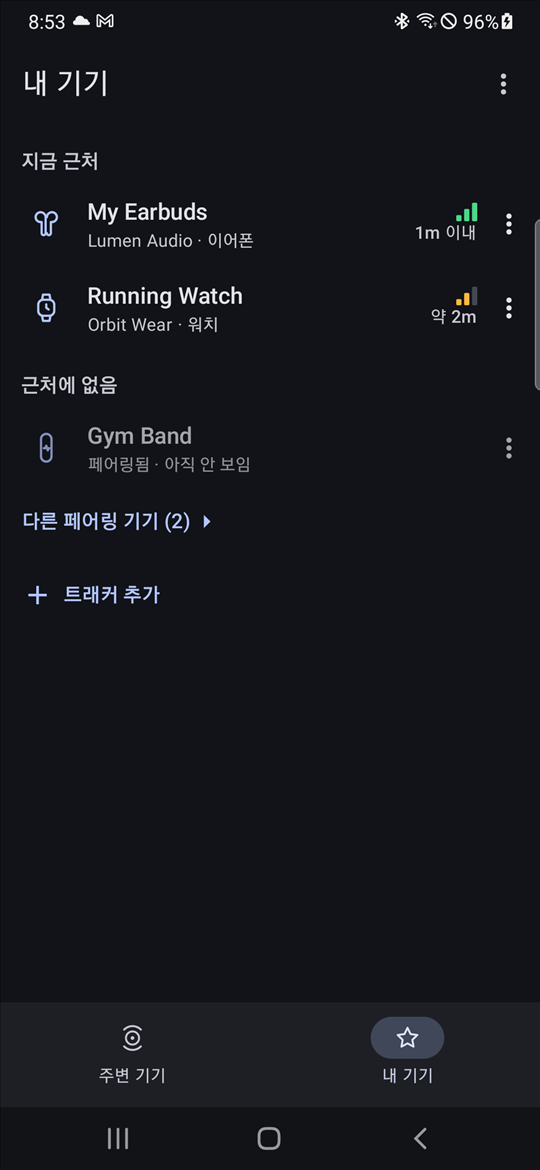 8:53 96%
내 기기
지금 근처
My Earbuds
Lumen Audio · 이어폰
1m 이내
Running Watch
Orbit Wear · 워치
약 2m
근처에 없음
Gym Band
페어링됨 · 아직 안 보임
다른 페어링 기기 (2)
트래커 추가
주변 기기
내 기기